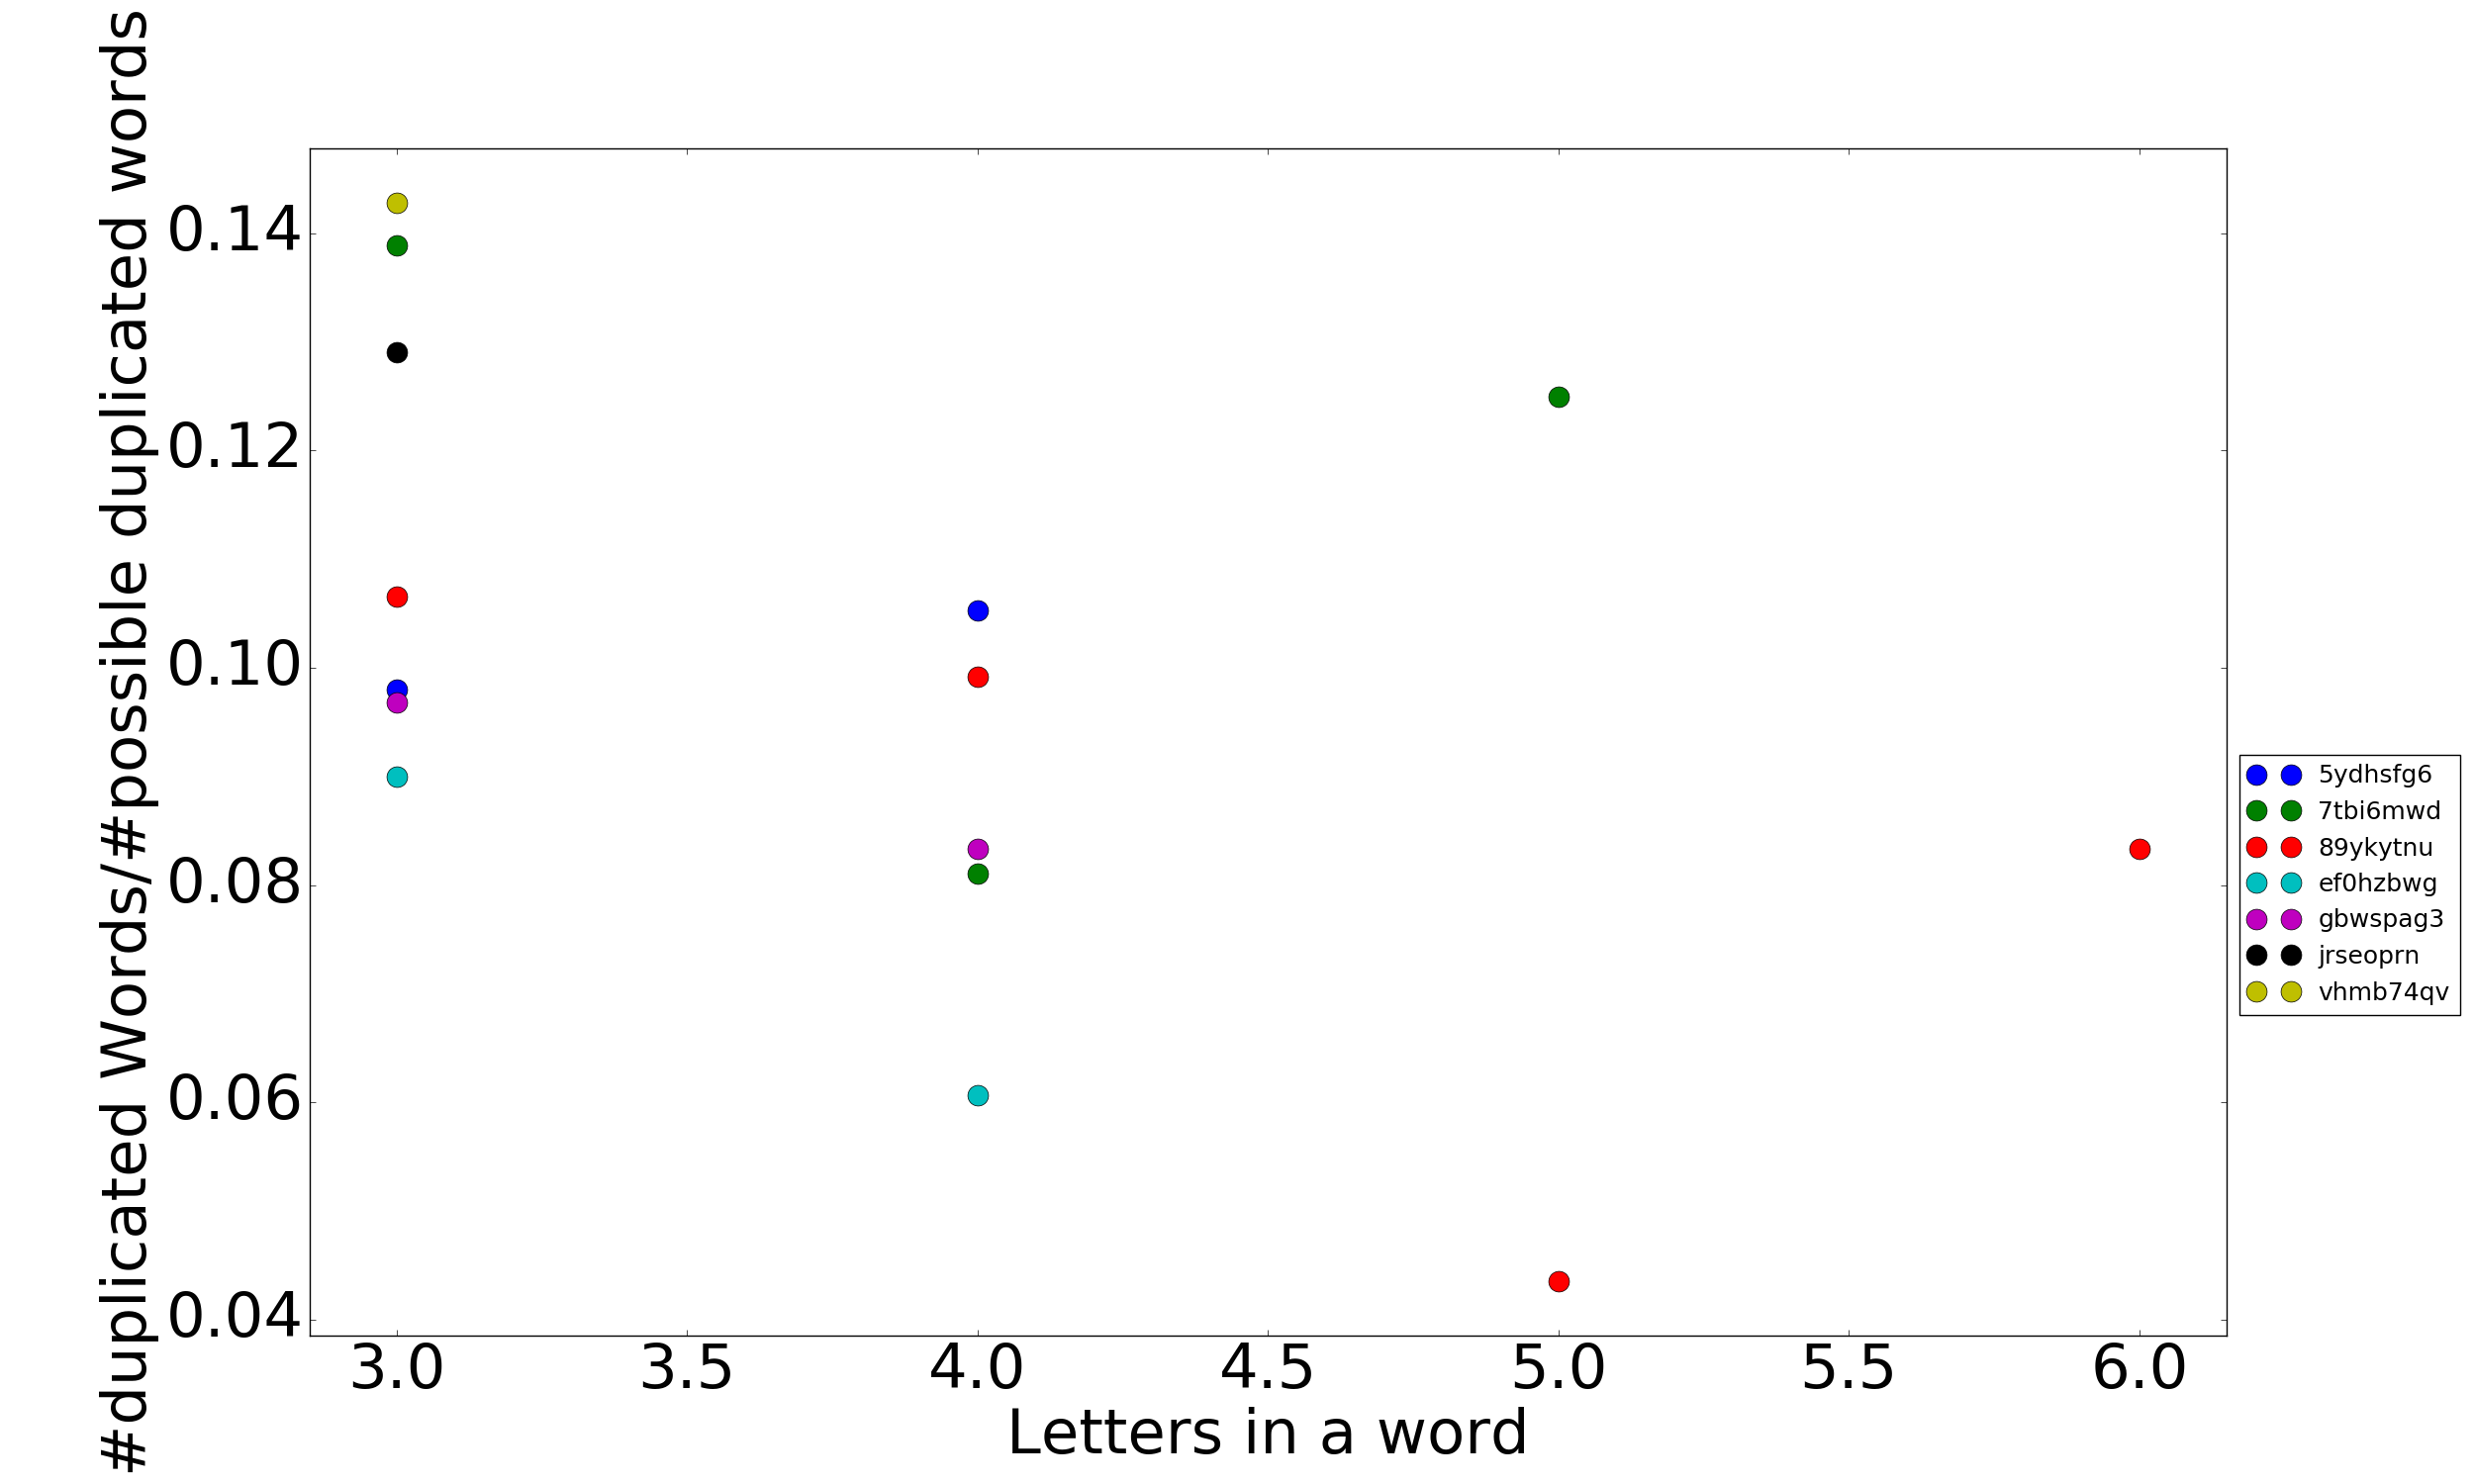 #duplicated Words/#possible duplicated words
0.14
0.12
0.10
0.08
0.06
0.04
3.0 3.5 4.0 4.5 5.0 5.5 6.0
Letters in a word
5ydhsfg6
7tbi6mwd
89ykytnu
ef0hzbwg
gbwspag3
jrseoprn
vhmb74qv